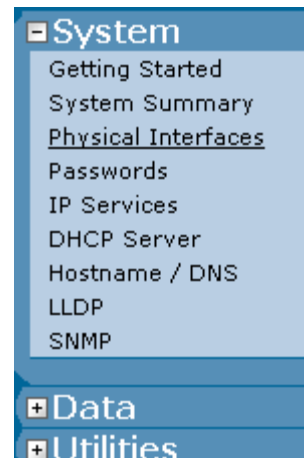 System
Getting Started
System Summary
Physical Interfaces
Passwords
IP Services
DHCP Server
Hostname / DNS
LLDP
SNMP
Data
Utilities